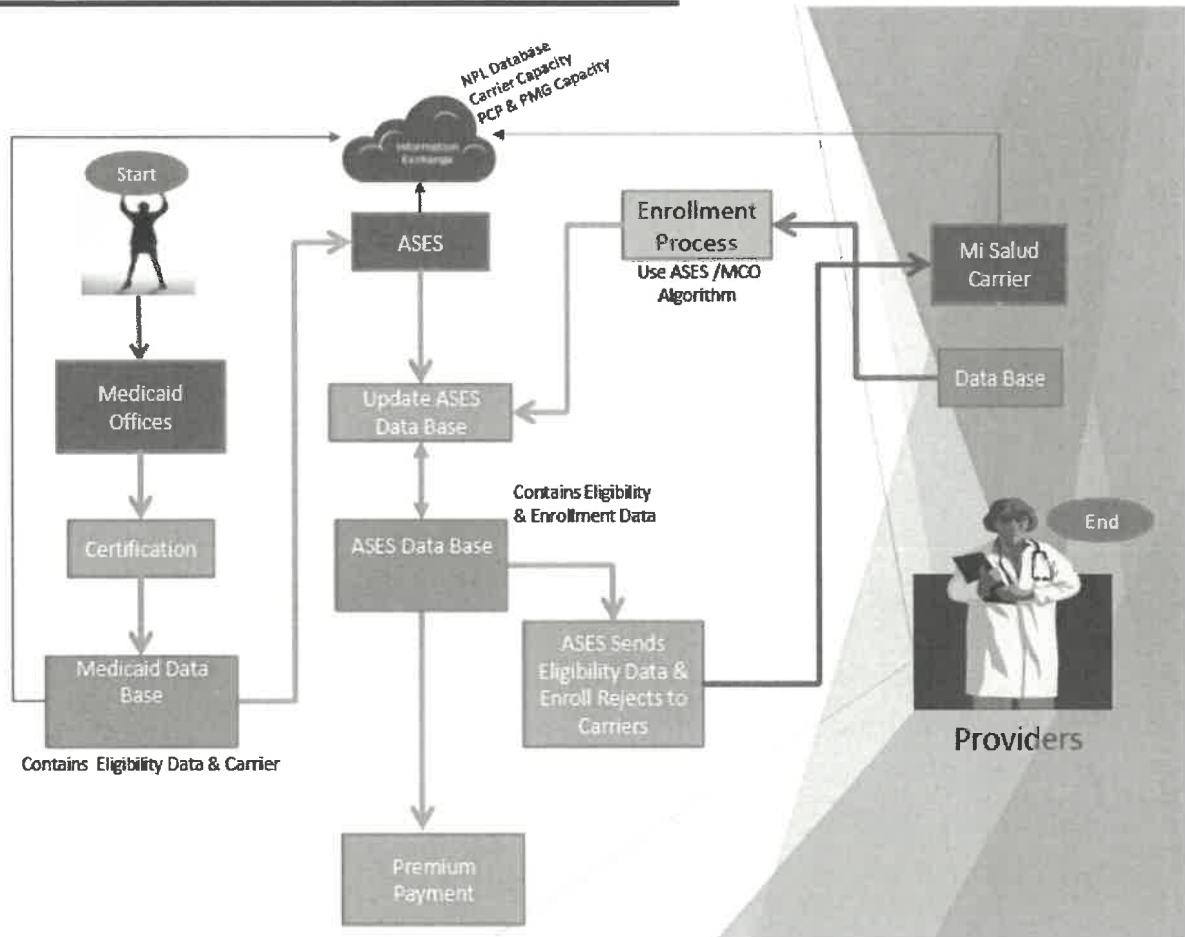 NPL Database
Carrier Capacity
PCP & PMG Capacity
Information
Exchange
Start
ASES
Enrollment
Process
Use ASES /MCO
Algorithm
Mi Salud
Carrier
Data Base
Medicaid
Offices
Update ASES
Data Base
Contains Eligibility
& Enrollment Data
Certification
ASES Data Base
End
Medicaid Data
Base
Contains Eligibility Data & Carrier
ASES Sends
Eligibility Data &
Enroll Rejects to
Carriers
Providers
Premium
Payment